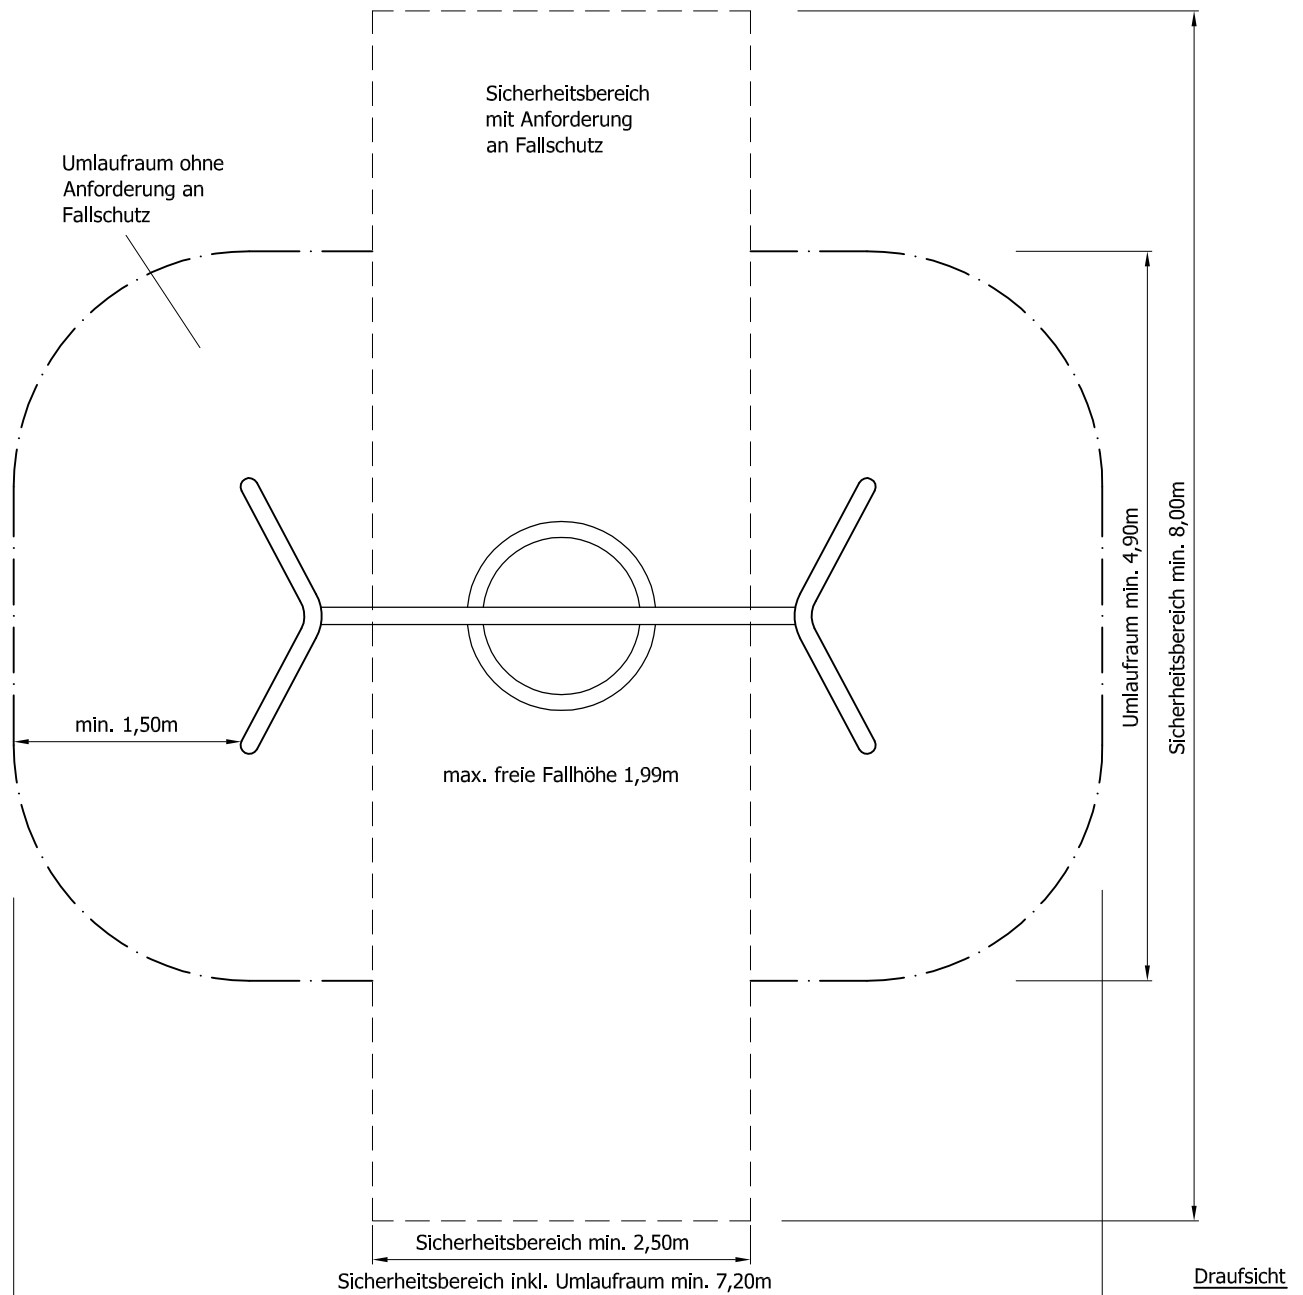 Sicherheitsbereich
mit Anforderung
an Fallschutz
Umlaufraum ohne
Anforderung an
Fallschutz
Umlaufraum min. 4,90m
Sicherheitsbereich min. 8,00m
min. 1,50m
max. freie Fallhöhe 1,99m
Sicherheitsbereich min. 2,50m
Sicherheitsbereich inkl. Umlaufraum min. 7,20m
Draufsicht